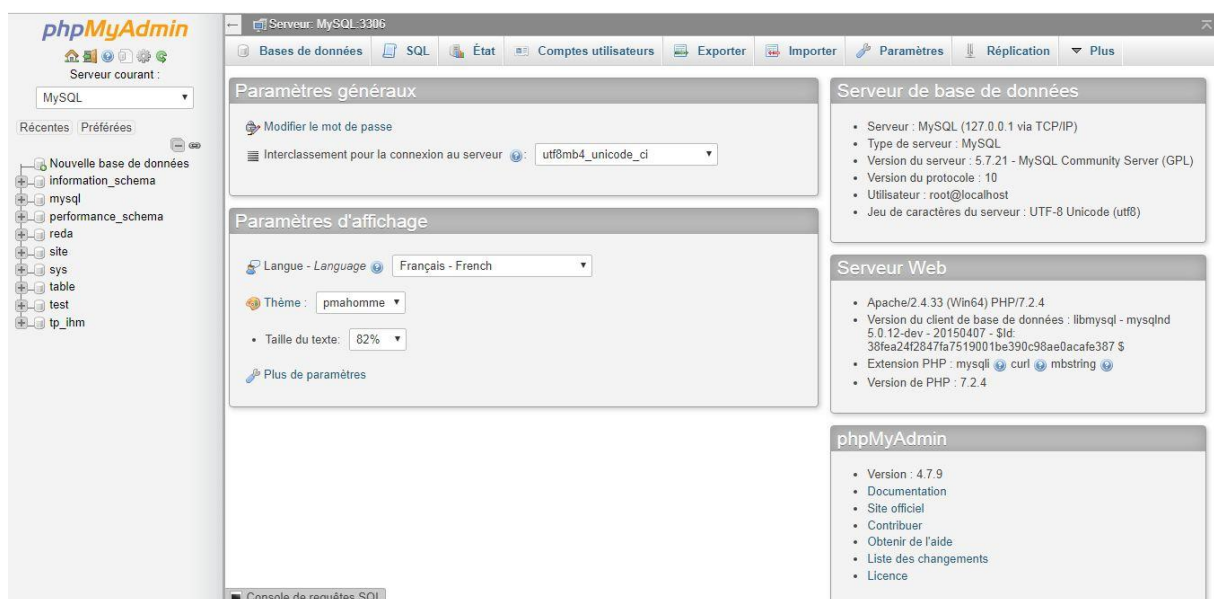 phpMyAdmin
Serveur courant :
MySQL
Récentes Préférées
Nouvelle base de données
information_schema
mysql
performance_schema
reda
site
sys
table
test
tp_ihm
Serveur: MySQL:3306
Bases de données SQL État Comptes utilisateurs Exporter Importer Paramètres Réplication Plus
Paramètres généraux
Modifier le mot de passe
Interclassement pour la connexion au serveur : utf8mb4_unicode_ci
Paramètres d'affichage
Langue - Language Français - French
Thème : pmahomme
Taille du texte: 82%
Plus de paramètres
Serveur de base de données
Serveur : MySQL (127.0.0.1 via TCP/IP)
Type de serveur : MySQL
Version du serveur : 5.7.21 - MySQL Community Server (GPL)
Version du protocole : 10
Utilisateur : root@localhost
Jeu de caractères du serveur : UTF-8 Unicode (utf8)
Serveur Web
Apache/2.4.33 (Win64) PHP/7.2.4
Version du client de base de données : libmysql - mysqlnd
5.0.12-dev - 20150407 - $Id:
38fea24f2847fa7519001be390c98ae0acafe387 $
Extension PHP : mysqli curl mbstring
Version de PHP : 7.2.4
phpMyAdmin
Version : 4.7.9
Documentation
Site officiel
Contribuer
Obtenir de l'aide
Liste des changements
Licence
Console de requêtes SQL